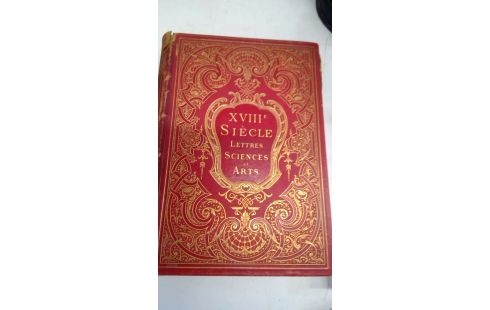 XVIIIᵉ
SIÈCLE
LETTRES
SCIENCES
ET
ARTS